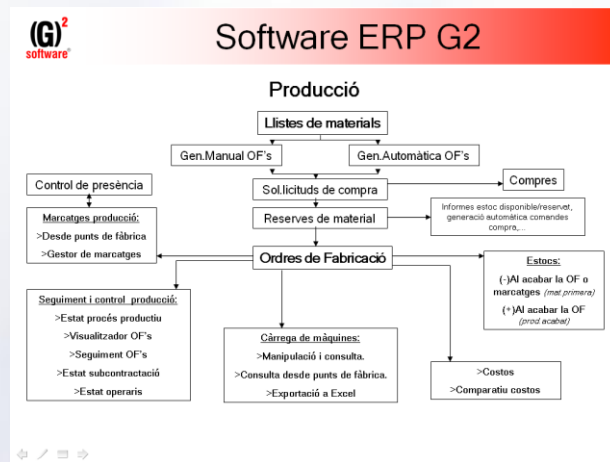 (G)²
software®
Software ERP G2
Producció
Llistes de materials
Gen.Manual OF's
Gen.Automàtica OF's
Control de presència
Sol.licituds de compra
Compres
Marcatges producció:
>Desde punts de fàbrica
>Gestor de marcatges
Reserves de material
Informes estoc disponible/reservet,
generació automàtica comandes
compra,...
Ordres de Fabricació
Estocs:
(-)Al acabar la OF o
marcatges (mat.primera)
(+)Al acabar la OF
(prod.acabat)
Seguiment i control producció:
>Estat procés productiu
>Visualitzador OF's
>Seguiment OF's
>Estat subcontractació
>Estat operaris
Càrrega de màquines:
>Manipulació i consulta.
>Consulta desde punts de fàbrica.
>Exportació a Excel
>Costos
>Comparatiu costos